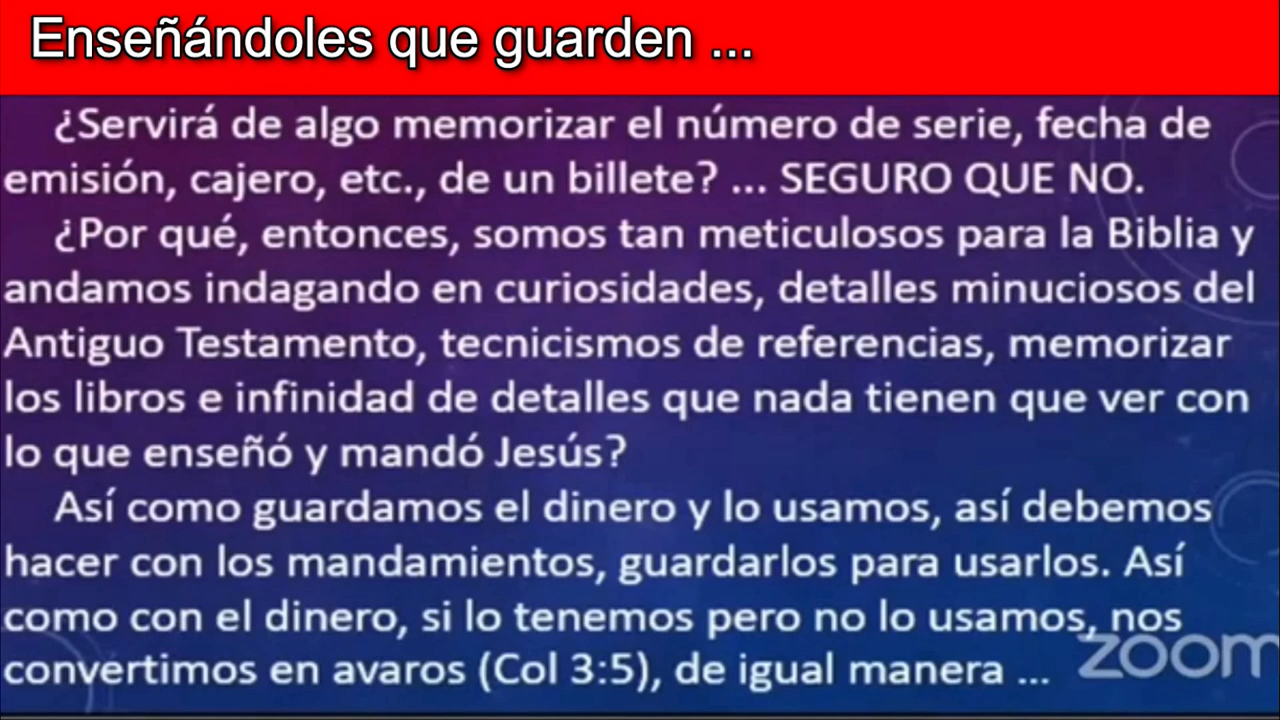 Enseñándoles que guarden ...
¿Servirá de algo memorizar el número de serie, fecha de
emisión, cajero, etc., de un billete? ... SEGURO QUE NO.
¿Por qué, entonces, somos tan meticulosos para la Biblia y
andamos indagando en curiosidades, detalles minuciosos del
Antiguo Testamento, tecnicismos de referencias, memorizar
los libros e infinidad de detalles que nada tienen que ver con
lo que enseñó y mandó Jesús?
Así como guardamos el dinero y lo usamos, así debemos
hacer con los mandamientos, guardarlos para usarlos. Así
como con el dinero, si lo tenemos pero no lo usamos, nos
convertimos en avaros (Col 3:5), de igual manera ...
zoom